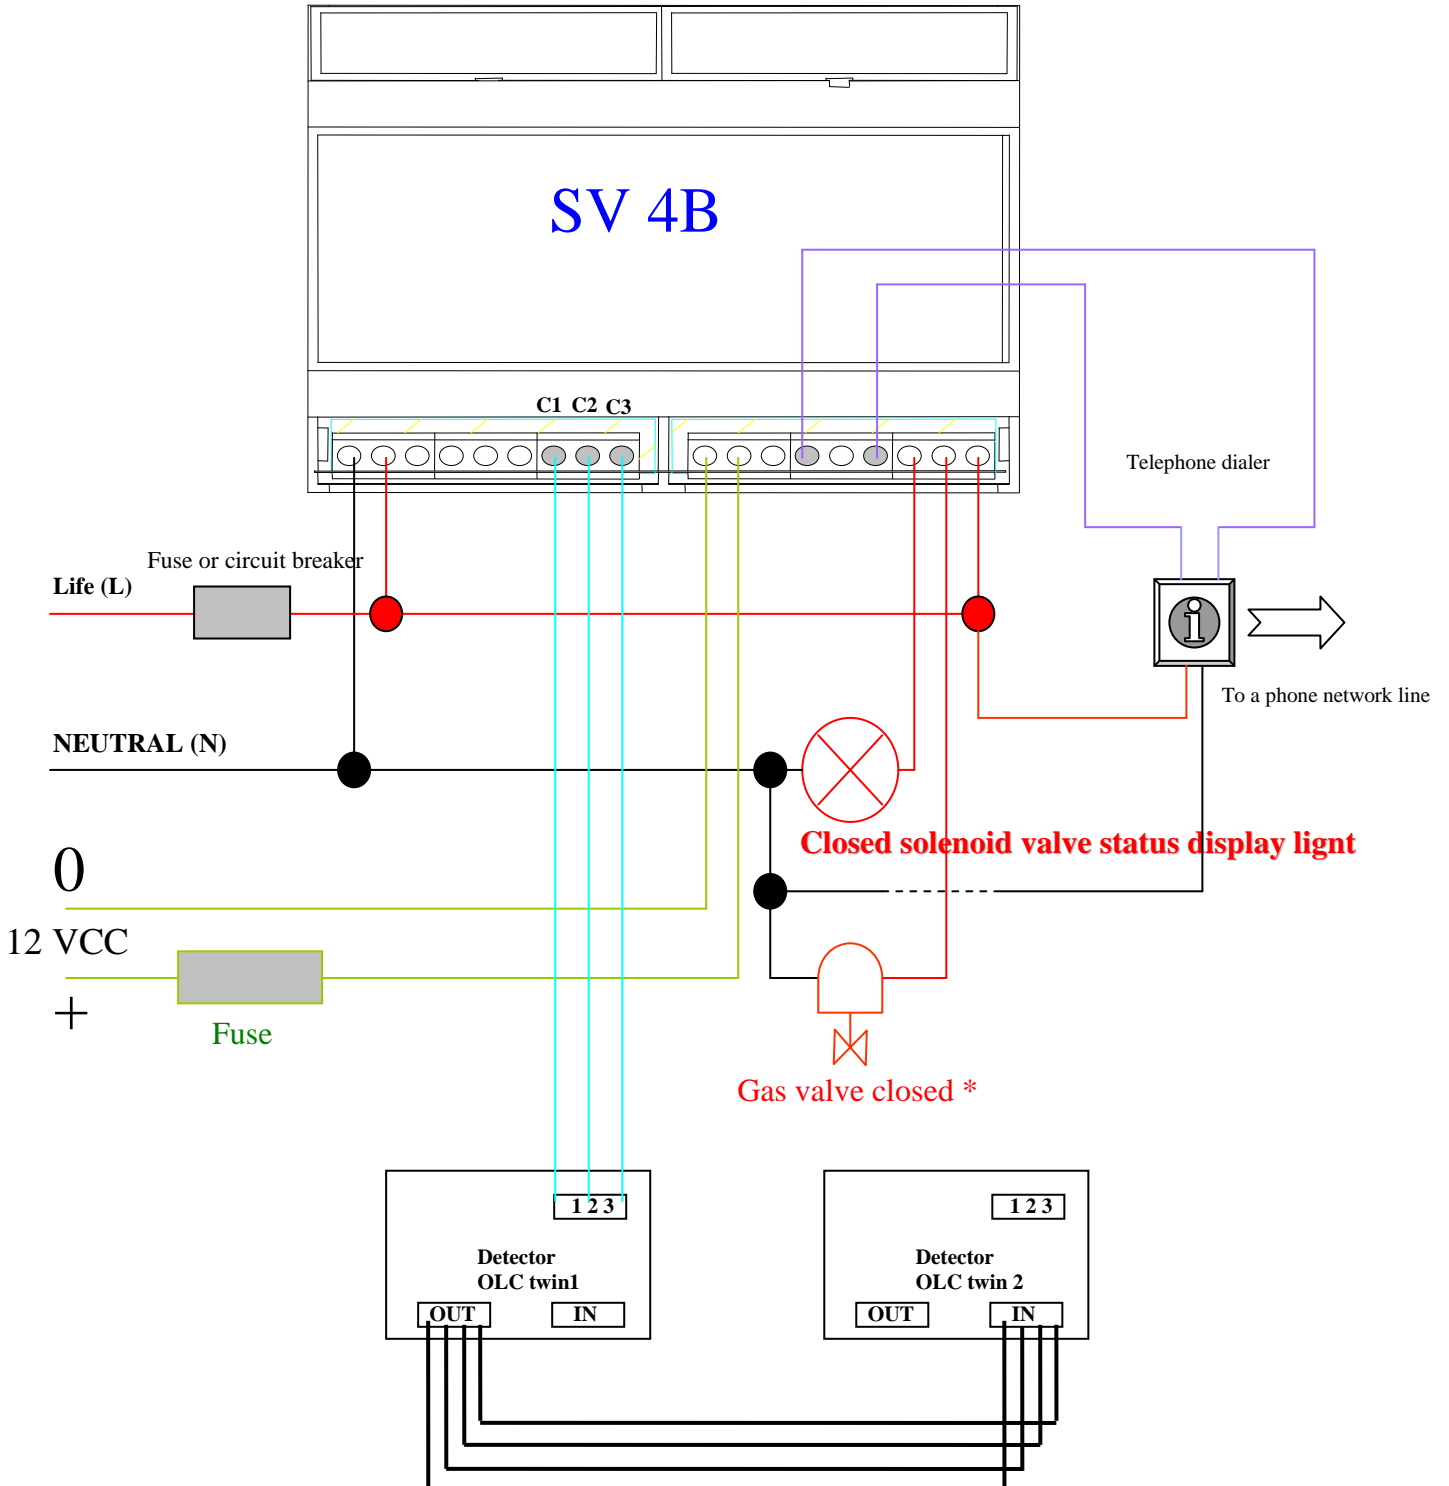 SV 4B
C1 C2 C3
Telephone dialer
Fuse or circuit breaker
Life (L)
To a phone network line
NEUTRAL (N)
Closed solenoid valve status display lignt
0
12 VCC
+
Fuse
Gas valve closed *
1 2 3
Detector
OLC twin1
OUT
IN
1 2 3
Detector
OLC twin 2
OUT
IN